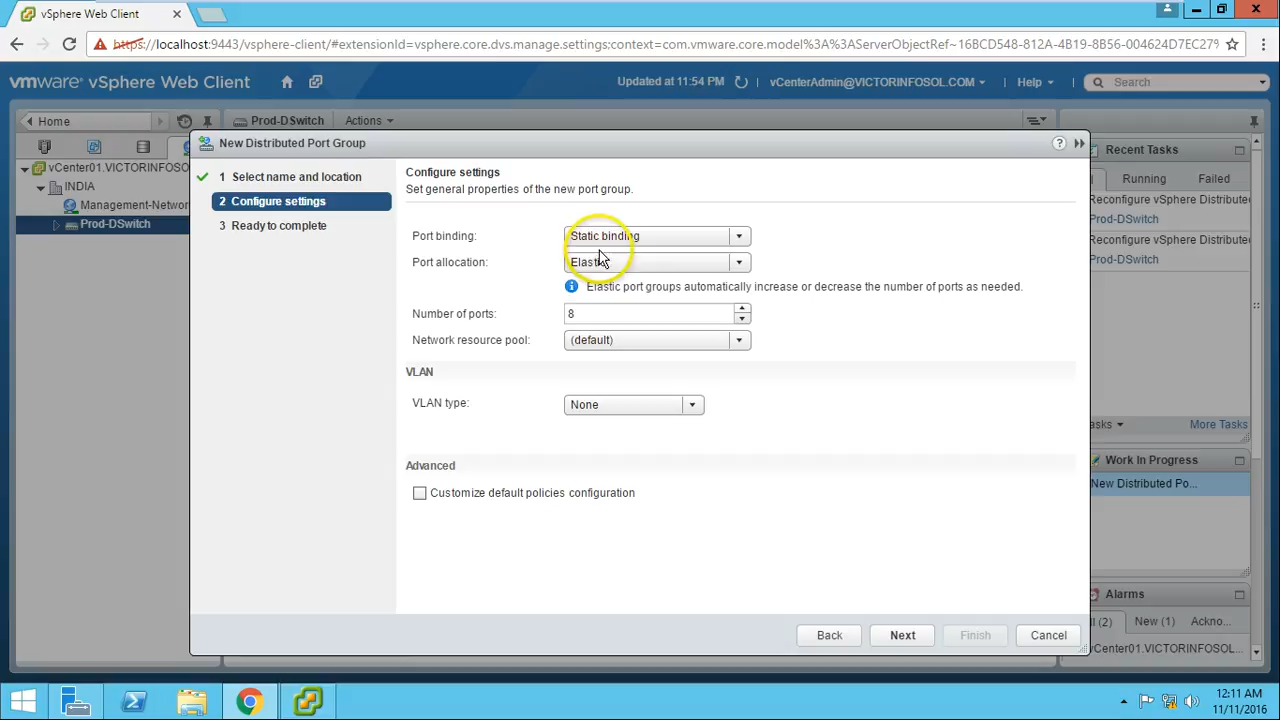 vSphere Web Client
https://localhost:9443/vsphere-client/#extensionId=vsphere.core.dvs.manage.settings;context=com.vmware.core.model%3A%3AServerObjectRef~16BCD548-812A-4B19-8B56-004624D7EC27%
vmware vSphere Web Client
Updated at 11:54 PM
vCenterAdmin@VICTORINFOSOL.COM
Help
Search
Home
Prod-DSwitch
Actions
vCenter01.VICTORINFOS
INDIA
Management-Networ
Prod-DSwitch
New Distributed Port Group
1 Select name and location
2 Configure settings
3 Ready to complete
Configure settings
Set general properties of the new port group.
Port binding:
Static binding
Port allocation:
Elastic
Elastic port groups automatically increase or decrease the number of ports as needed.
Number of ports:
8
Network resource pool:
(default)
VLAN
VLAN type:
None
Advanced
Customize default policies configuration
Back
Next
Finish
Cancel
Recent Tasks
Running
Failed
Reconfigure vSphere Distribute
Prod-DSwitch
Reconfigure vSphere Distribute
Prod-DSwitch
asks
More Tasks
Work In Progress
New Distributed Po...
Alarms
ll (2)
New (1)
Ackno...
vCenter01.VICTORINFOSOL...
12:11 AM
11/11/2016